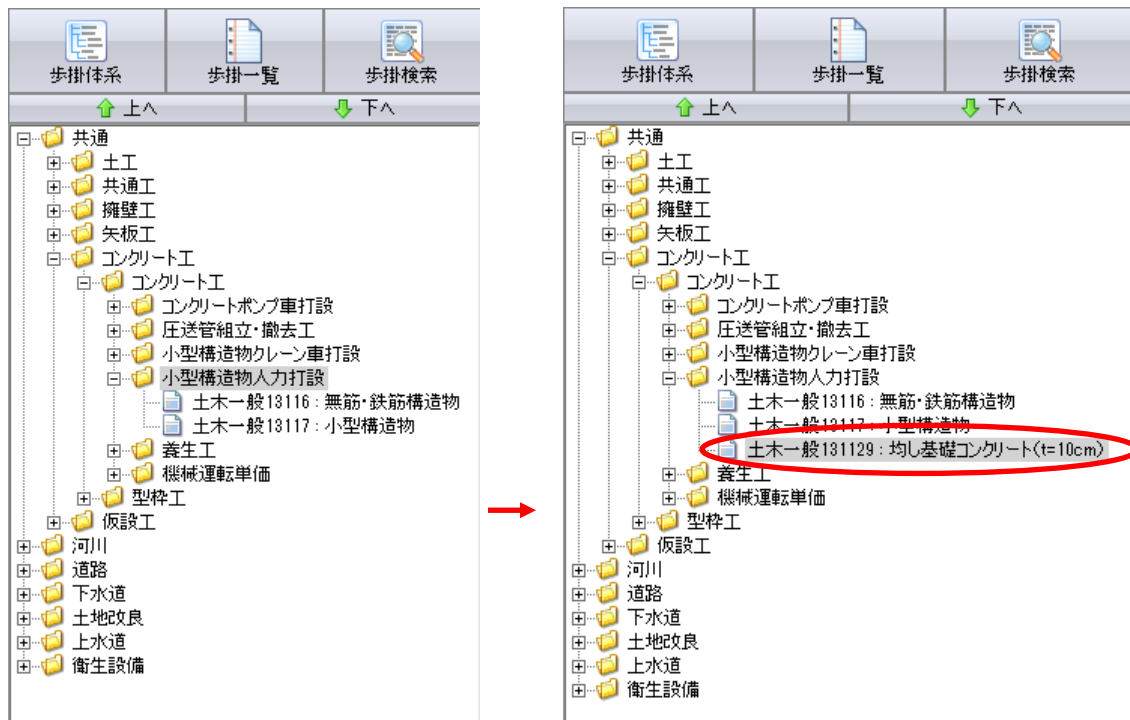 歩掛体系
歩掛一覧
歩掛検索
上へ
下へ
共通
土工
共通工
擁壁工
矢板工
コンクリート工
コンクリート工
コンクリートポンプ車打設
圧送管組立・撤去工
小型構造物クレーン車打設
小型構造物人力打設
土木一般13116：無筋・鉄筋構造物
土木一般13117：小型構造物
養生工
機械運転単価
型枠工
仮設工
河川
道路
下水道
土地改良
上水道
衛生設備
歩掛体系
歩掛一覧
歩掛検索
上へ
下へ
共通
土工
共通工
擁壁工
矢板工
コンクリート工
コンクリート工
コンクリートポンプ車打設
圧送管組立・撤去工
小型構造物クレーン車打設
小型構造物人力打設
土木一般13116：無筋・鉄筋構造物
土木一般13117：小型構造物
土木一般131129：均し基礎コンクリート(t=10cm)
養生工
機械運転単価
型枠工
仮設工
河川
道路
下水道
土地改良
上水道
衛生設備